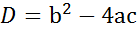 D = b² − 4ac